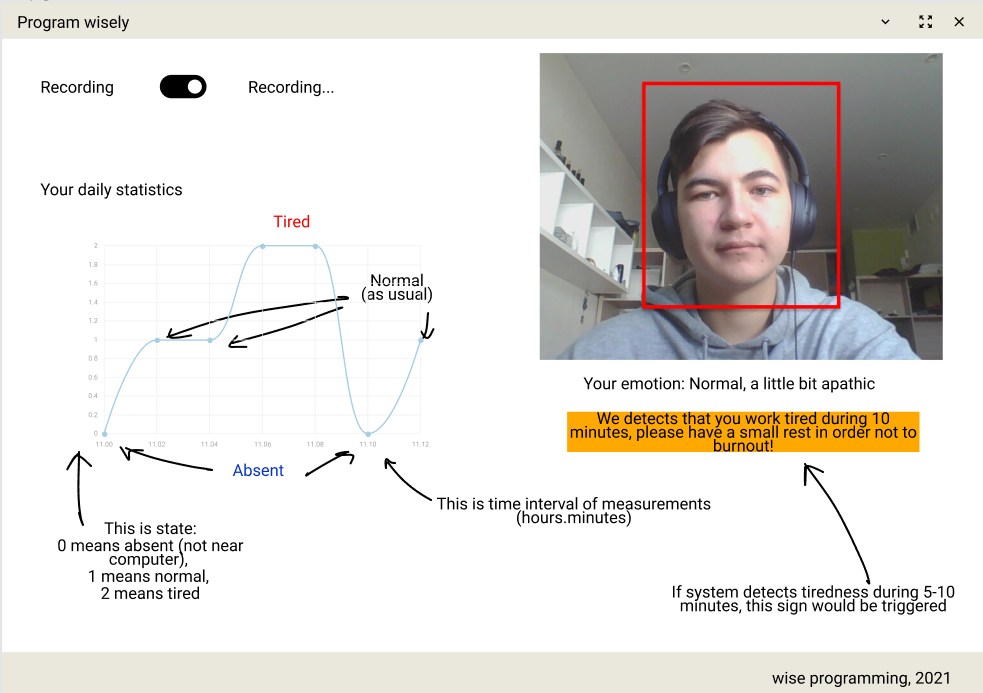 Program wisely
Recording
Recording...
Your daily statistics
Tired
2
1.8
1.6
1.4
1.2
1
0.8
0.6
0.4
0.2
0
11.00 11.02 11.04 11.06 11.08 11.10 11.12
Normal
(as usual)
Absent
This is state:
0 means absent (not near
computer),
1 means normal,
2 means tired
This is time interval of measurements
(hours.minutes)
Your emotion: Normal, a little bit apathic
We detects that you work tired during 10
minutes, please have a small rest in order not to
burnout!
If system detects tiredness during 5-10
minutes, this sign would be triggered
wise programming, 2021